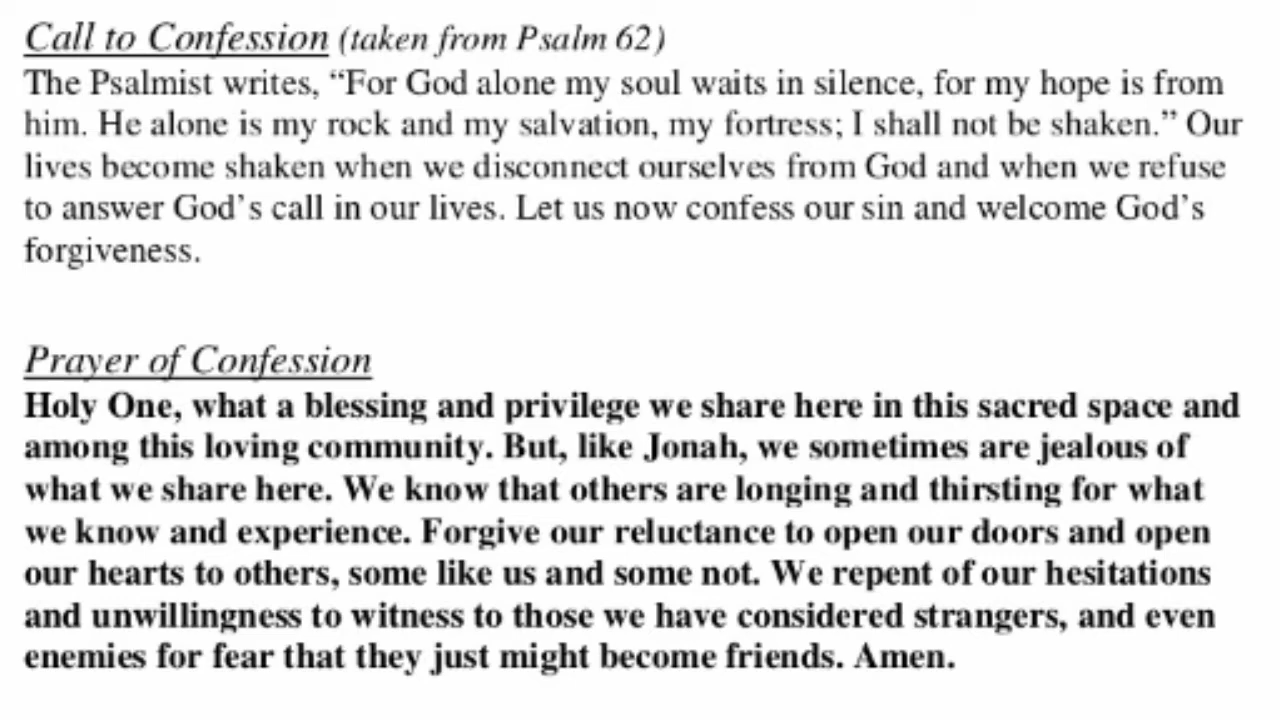 Call to Confession (taken from Psalm 62)
The Psalmist writes, “For God alone my soul waits in silence, for my hope is from
him. He alone is my rock and my salvation, my fortress; I shall not be shaken.” Our
lives become shaken when we disconnect ourselves from God and when we refuse
to answer God’s call in our lives. Let us now confess our sin and welcome God’s
forgiveness.
Prayer of Confession
Holy One, what a blessing and privilege we share here in this sacred space and
among this loving community. But, like Jonah, we sometimes are jealous of
what we share here. We know that others are longing and thirsting for what
we know and experience. Forgive our reluctance to open our doors and open
our hearts to others, some like us and some not. We repent of our hesitations
and unwillingness to witness to those we have considered strangers, and even
enemies for fear that they just might become friends. Amen.